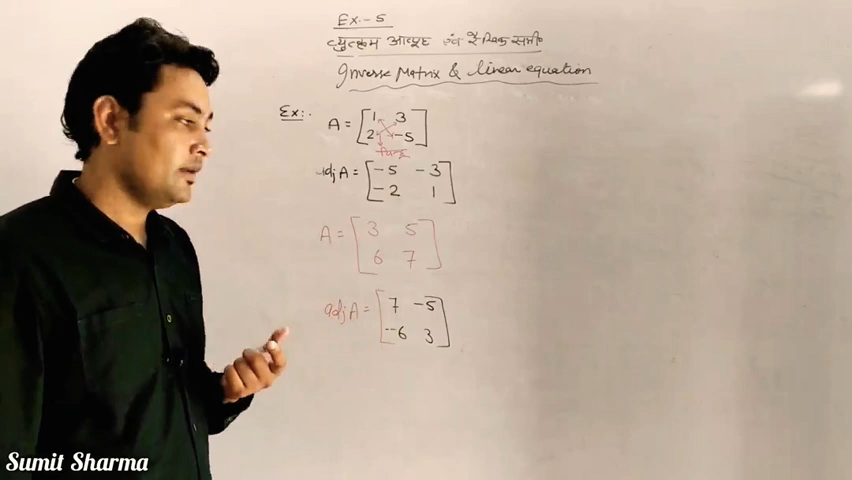 Ex:- 5
व्युत्क्रम आव्यूह एवं रैखिक समी०
Inverse Matrix & linear equation
Ex:- A = [1 3
2 -5]
adj A = [-5 -3
-2 1]
A = [3 5
6 7]
adj A = [7 -5
-6 3]
Sumit Sharma